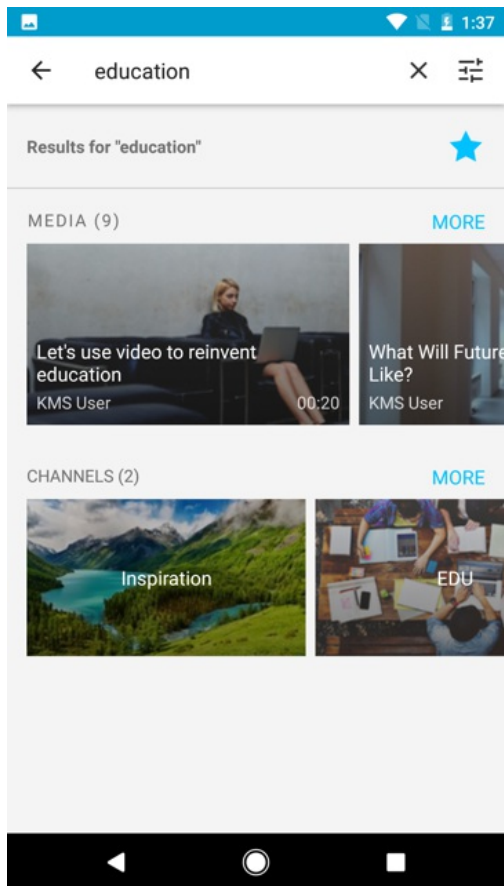 1:37
education
Results for "education"
MEDIA (9)
MORE
Let's use video to reinvent
education
KMS User
00:20
What Will Future
Like?
KMS User
CHANNELS (2)
MORE
Inspiration
EDU